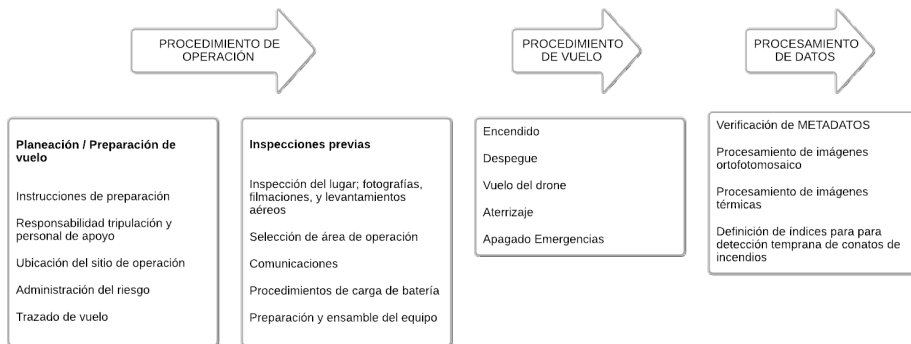 PROCEDIMIENTO DE
OPERACIÓN
PROCEDIMIENTO
DE VUELO
PROCESAMIENTO
DE DATOS
Planeación / Preparación de
vuelo
Instrucciones de preparación
Responsabilidad tripulación y
personal de apoyo
Ubicación del sitio de operación
Administración del riesgo
Trazado de vuelo
Inspecciones previas
Inspección del lugar; fotografías,
filmaciones, y levantamientos
aéreos
Selección de área de operación
Comunicaciones
Procedimientos de carga de batería
Preparación y ensamble del equipo
Encendido
Despegue
Vuelo del drone
Aterrizaje
Apagado Emergencias
Verificación de METADATOS
Procesamiento de imágenes
ortofotomosaico
Procesamiento de imágenes
térmicas
Definición de índices para para
detección temprana de conatos de
incendios